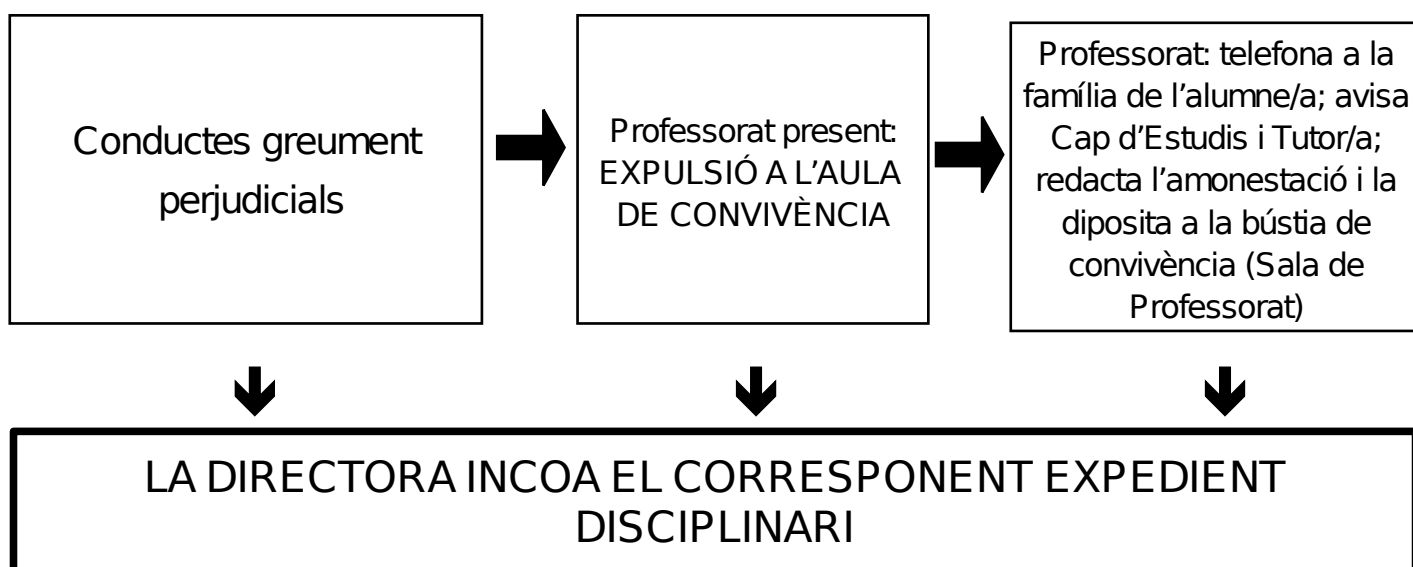 Conductes greument
perjudicials
Professorat present:
EXPULSIÓ A L'AULA
DE CONVIVÈNCIA
Professorat: telefona a la
família de l'alumne/a; avisa
Cap d'Estudis i Tutor/a;
redacta l'amonestació i la
diposita a la bústia de
convivència (Sala de
Professorat)
LA DIRECTORA INCOA EL CORRESPONENT EXPEDIENT
DISCIPLINARI